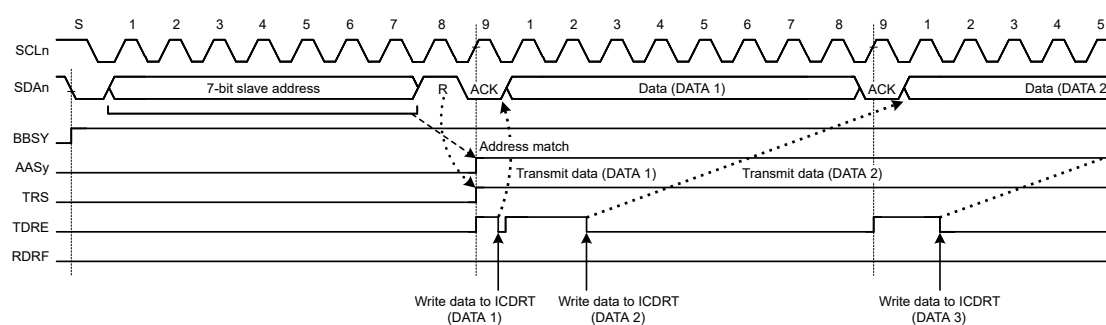 S 1 2 3 4 5 6 7 8 9 1 2 3 4 5 6 7 8 9 1 2 3 4 5
SCLn
SDAn 7-bit slave address R ACK Data (DATA 1) ACK Data (DATA 2
BBSY
Address match
AASy
Transmit data (DATA 1) Transmit data (DATA 2)
TRS
TDRE
RDRF
Write data to ICDRT
(DATA 1)
Write data to ICDRT
(DATA 2)
Write data to ICDRT
(DATA 3)